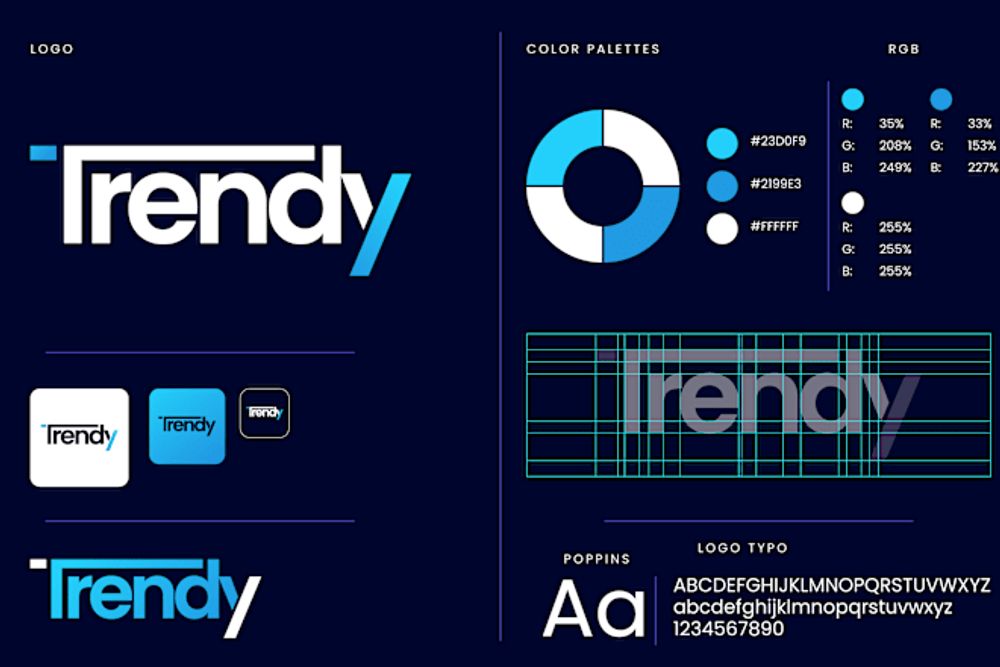 LOGO
Trendy
Trendy
Trendy
Trendy
Trendy
COLOR PALETTES
#23D0F9
#2199E3
#FFFFFF
RGB
R: 35% R: 33%
G: 208% G: 153%
B: 249% B: 227%
R: 255%
G: 255%
B: 255%
Trendy
POPPINS
Aa
LOGO TYPO
ABCDEFGHIJKLMNOPQRSTUVWXYZ
abcdefghijklmnopqrstuvwxyz
1234567890